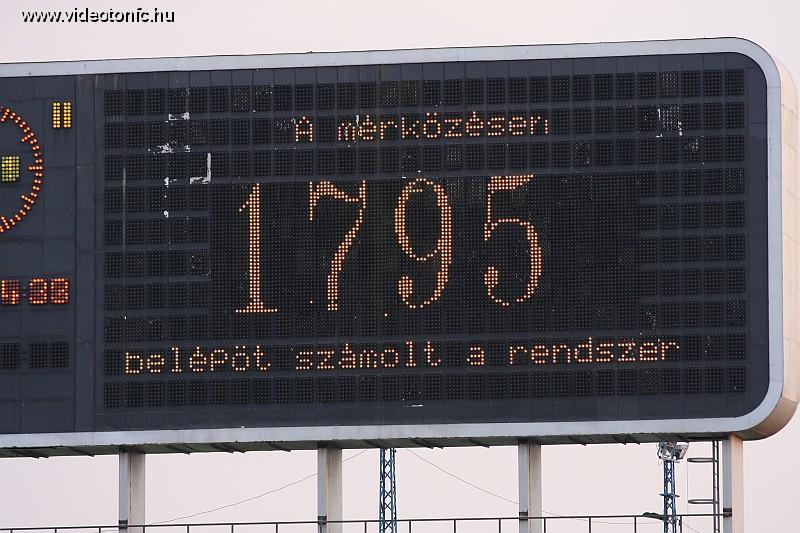 www.videotonfc.hu
A mérkőzésen
1795
belépőt számolt a rendszer